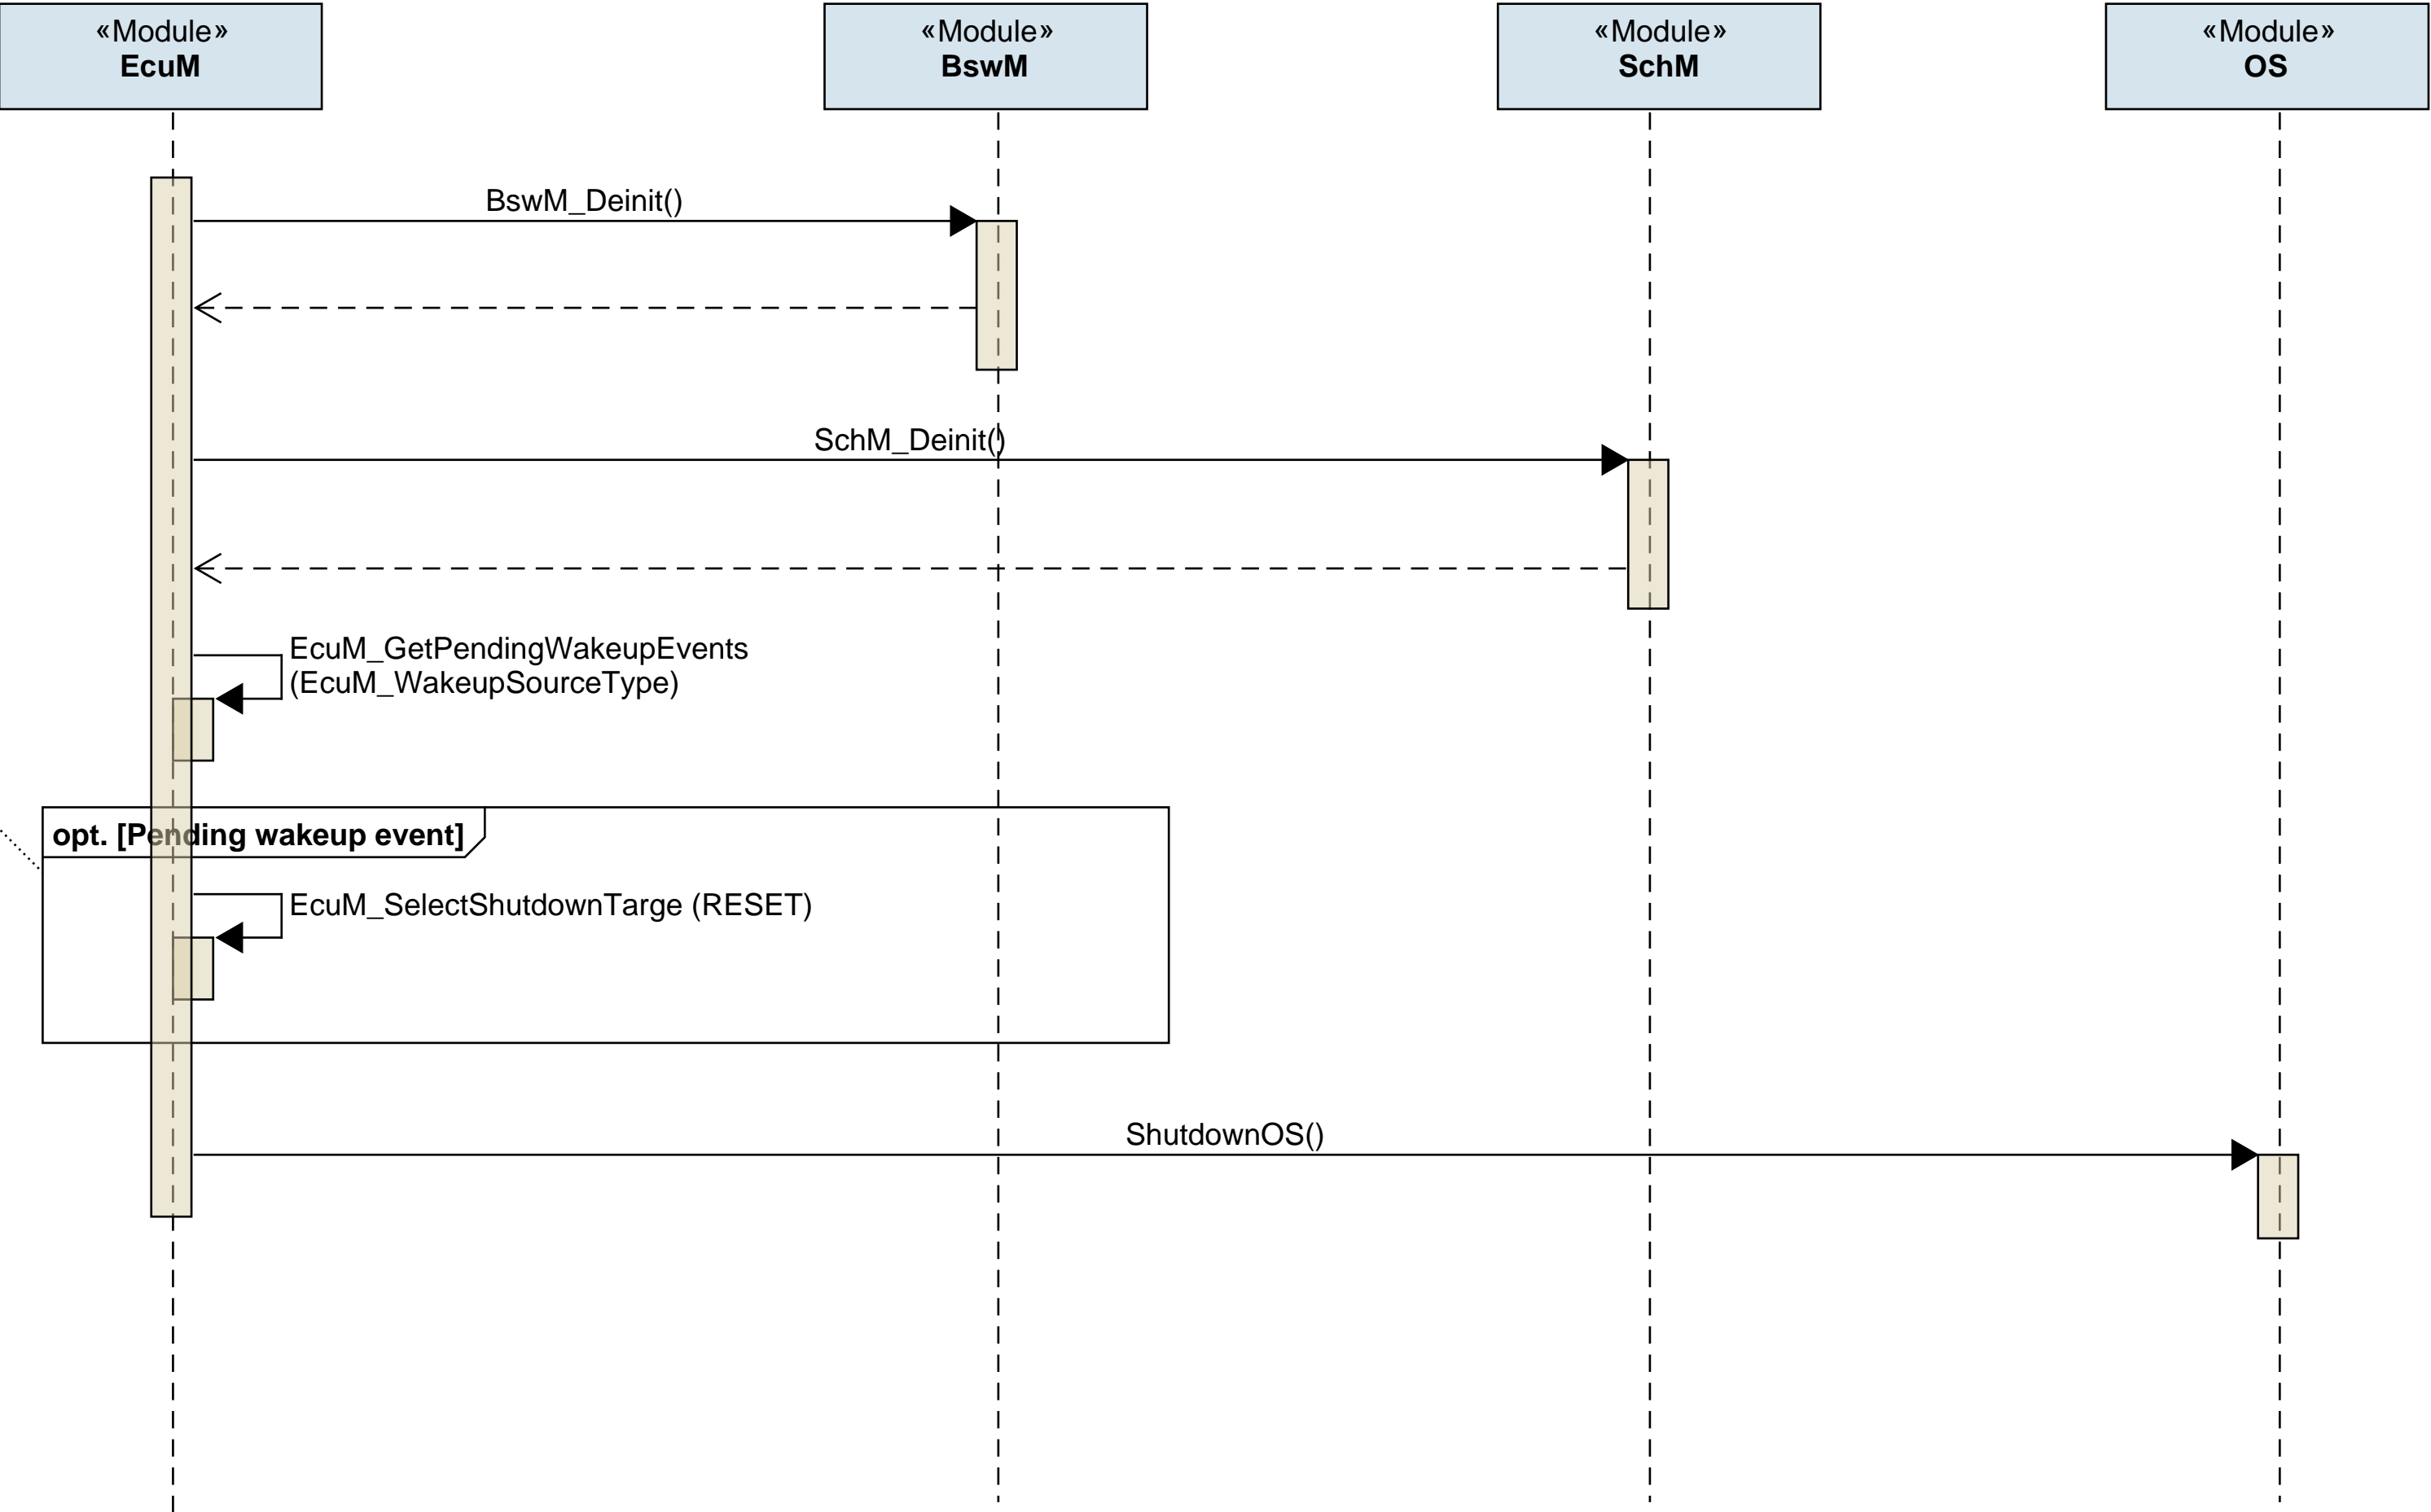 «Module»
EcuM
«Module»
BswM
«Module»
SchM
«Module»
OS
BswM_Deinit()
SchM_Deinit()
EcuM_GetPendingWakeupEvents
(EcuM_WakeupSourceType)
opt. [Pending wakeup event]
EcuM_SelectShutdownTarge (RESET)
ShutdownOS()